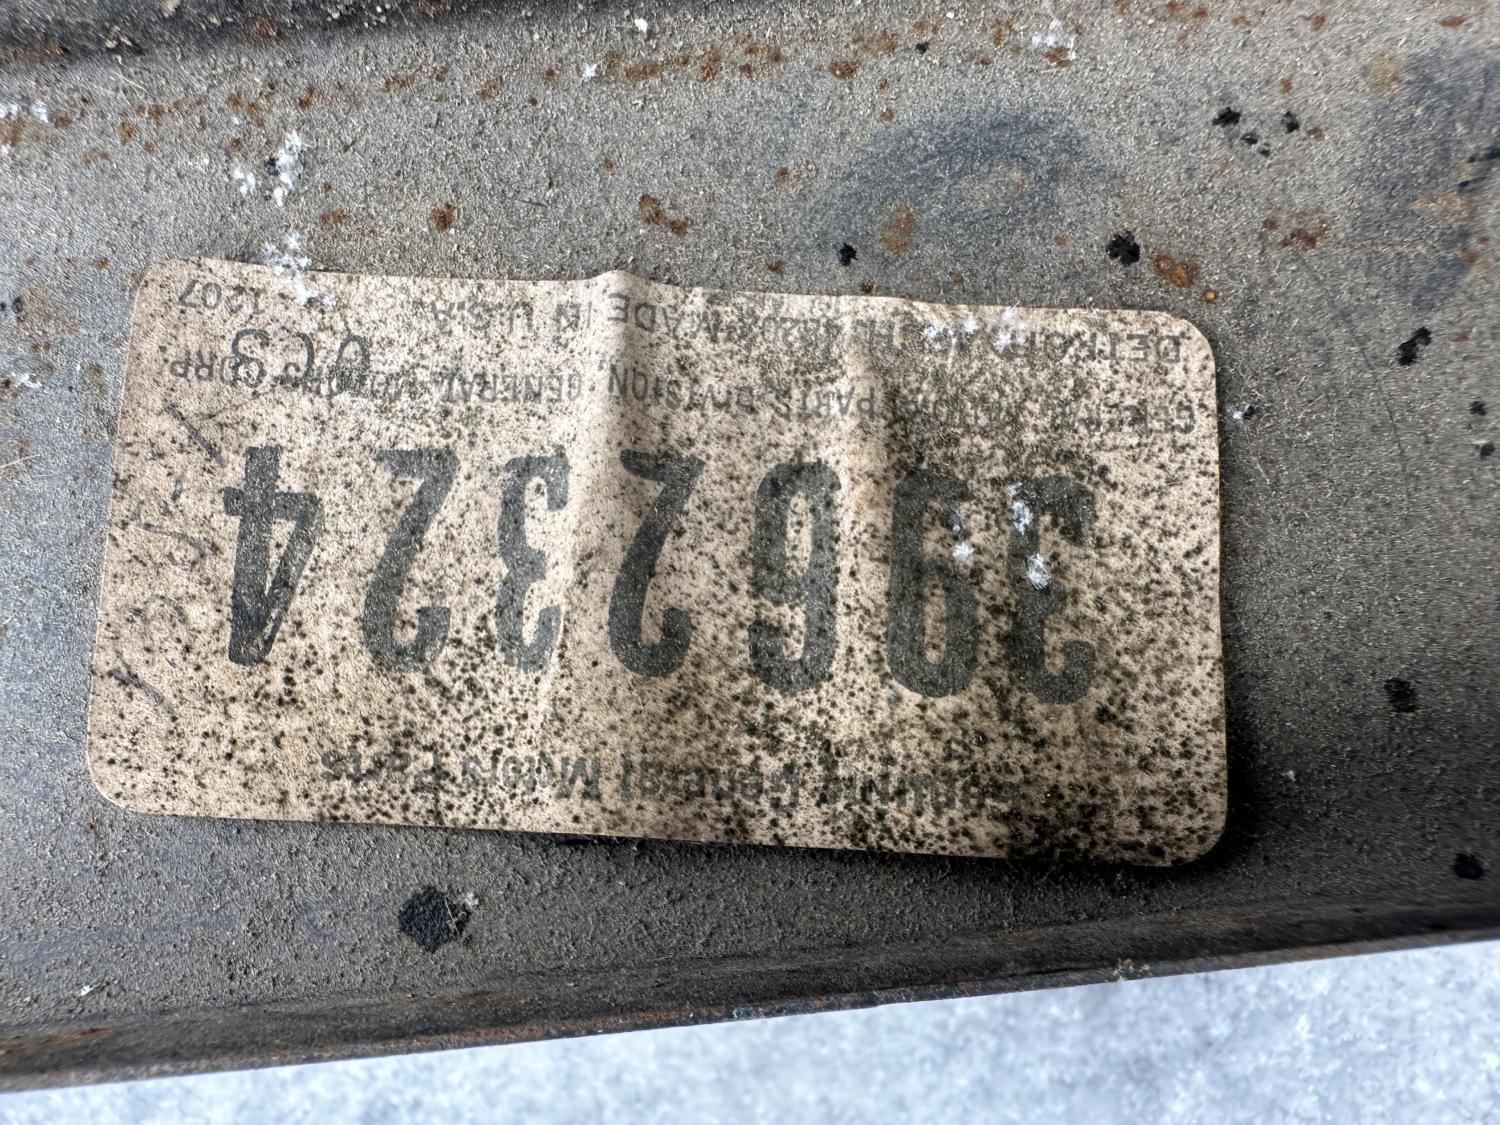 Genuine General Motors Parts
3962324
GENERAL MOTORS PARTS DIVISION, GENERAL MOTORS CORP.
DETROIT, MICH. 48202 MADE IN U.S.A. 1207